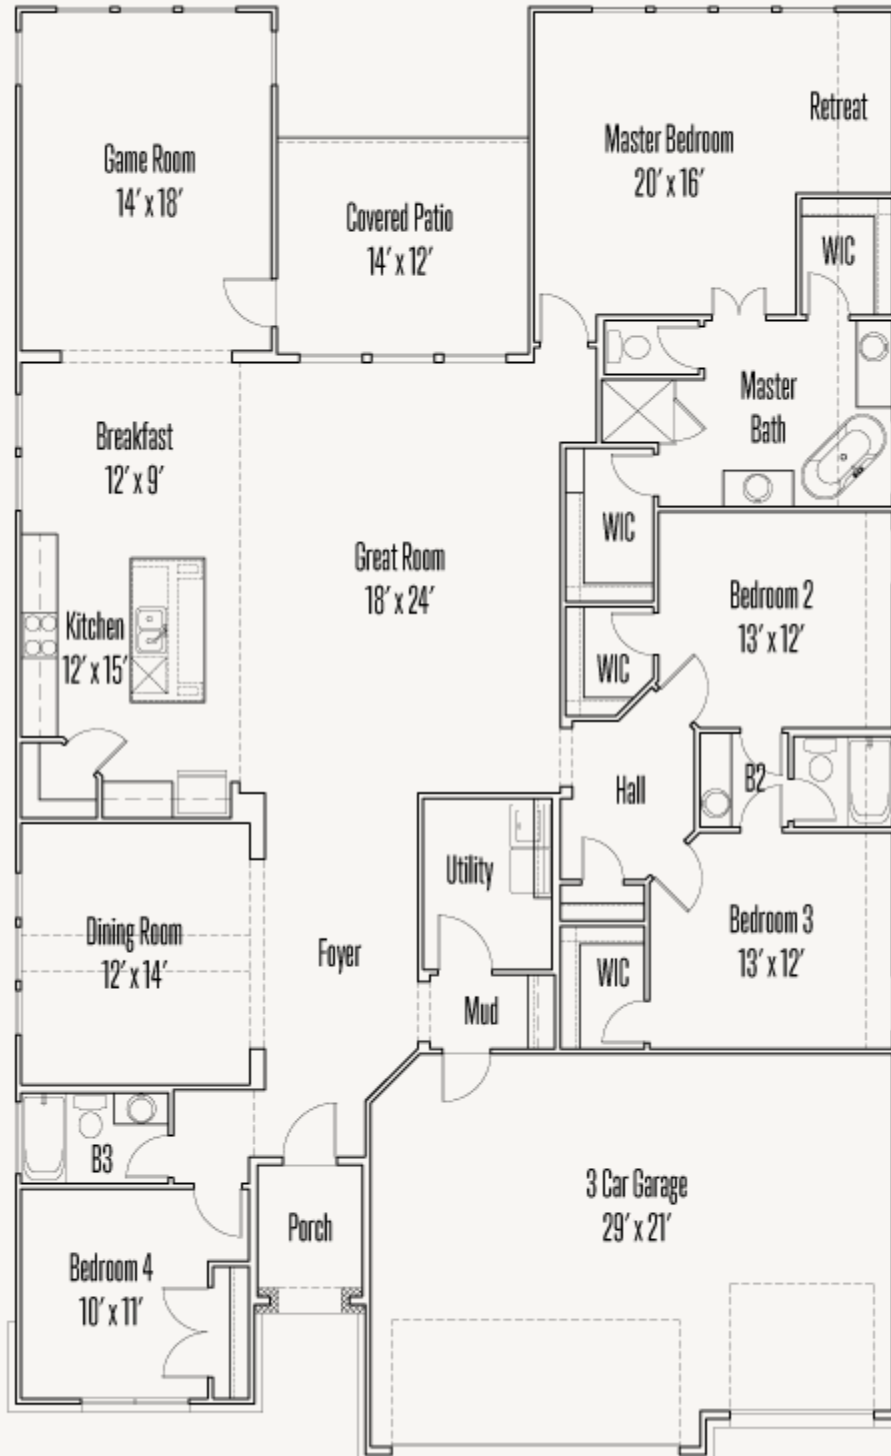 Game Room
14′ x 18′
Covered Patio
14′ x 12′
Master Bedroom
20′ x 16′
Retreat
WIC
Master
Bath
Breakfast
12′ x 9′
Great Room
18′ x 24′
WIC
Kitchen
12′ x 15′
WIC
Bedroom 2
13′ x 12′
Hall
B2
Utility
Dining Room
12′ x 14′
Foyer
Mud
WIC
Bedroom 3
13′ x 12′
B3
Porch
3 Car Garage
29′ x 21′
Bedroom 4
10′ x 11′